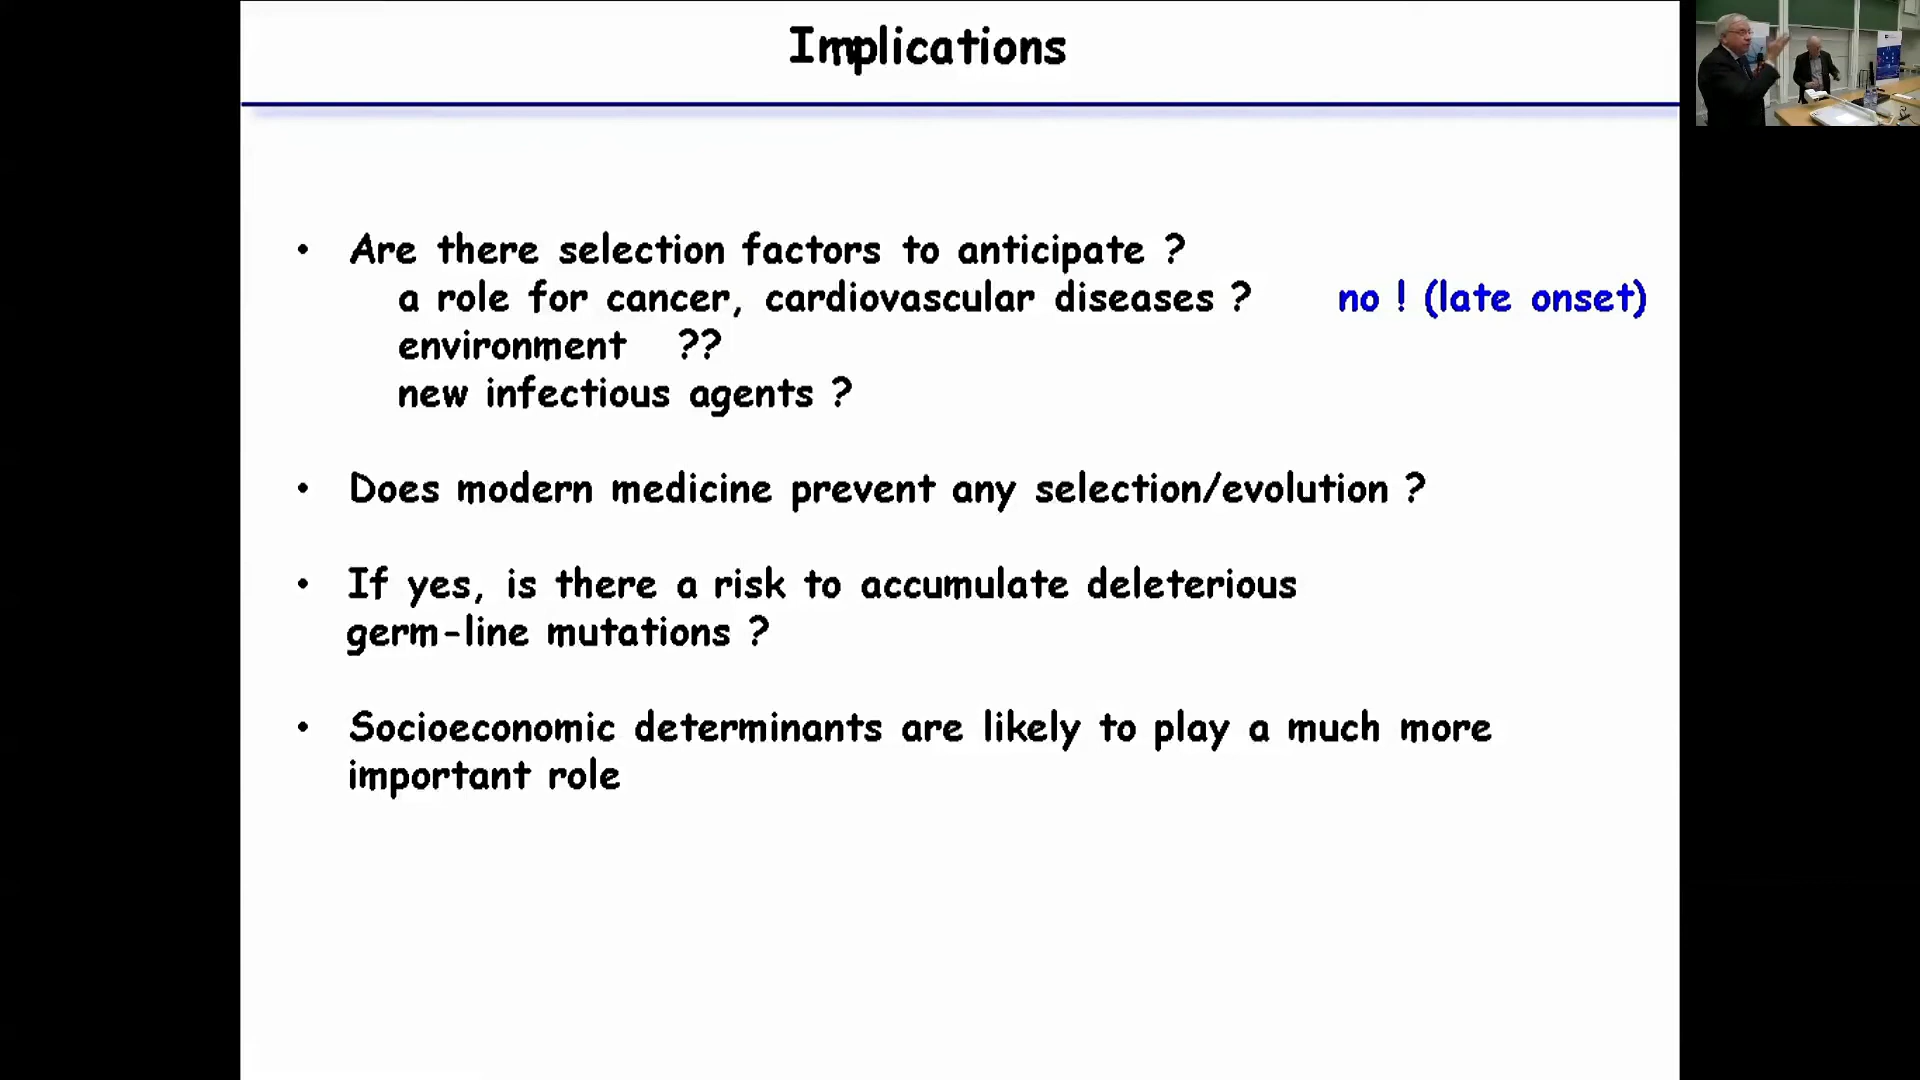 Implications
• Are there selection factors to anticipate ?
a role for cancer, cardiovascular diseases ? no ! (late onset)
environment ??
new infectious agents ?
• Does modern medicine prevent any selection/evolution ?
• If yes, is there a risk to accumulate deleterious
germ-line mutations ?
• Socioeconomic determinants are likely to play a much more
important role